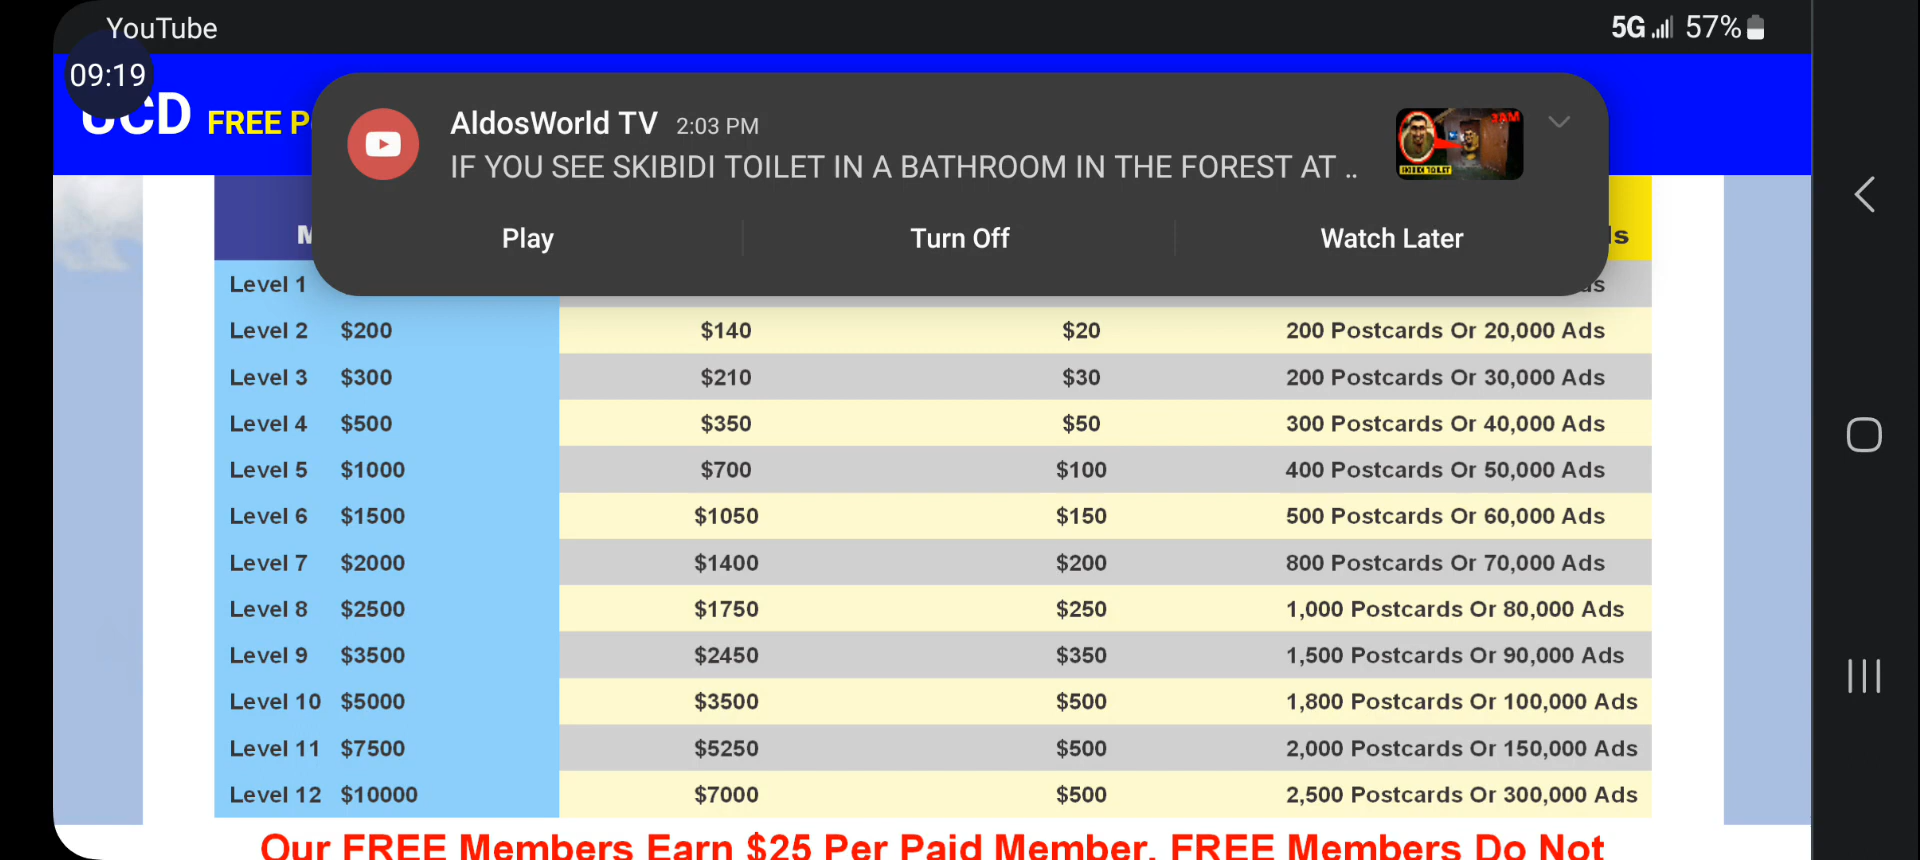 YouTube 5G 57%
09:19
UCD FREE P
AldosWorld TV 2:03 PM
IF YOU SEE SKIBIDI TOILET IN A BATHROOM IN THE FOREST AT ..
3AM
SKIBIDI TOILET
Play Turn Off Watch Later
Level 1
Level 2 $200 $140 $20 200 Postcards Or 20,000 Ads
Level 3 $300 $210 $30 200 Postcards Or 30,000 Ads
Level 4 $500 $350 $50 300 Postcards Or 40,000 Ads
Level 5 $1000 $700 $100 400 Postcards Or 50,000 Ads
Level 6 $1500 $1050 $150 500 Postcards Or 60,000 Ads
Level 7 $2000 $1400 $200 800 Postcards Or 70,000 Ads
Level 8 $2500 $1750 $250 1,000 Postcards Or 80,000 Ads
Level 9 $3500 $2450 $350 1,500 Postcards Or 90,000 Ads
Level 10 $5000 $3500 $500 1,800 Postcards Or 100,000 Ads
Level 11 $7500 $5250 $500 2,000 Postcards Or 150,000 Ads
Level 12 $10000 $7000 $500 2,500 Postcards Or 300,000 Ads
Our FREE Members Earn $25 Per Paid Member. FREE Members Do Not